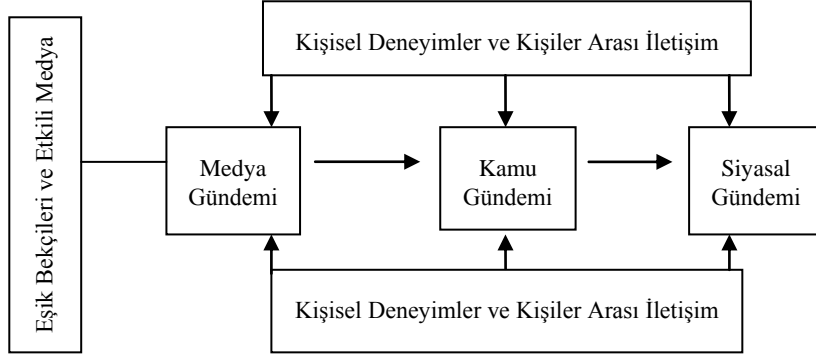 Kişisel Deneyimler ve Kişiler Arası İletişim
Eşik Bekçileri ve Etkili Medya
Medya
Gündemi
Kamu
Gündemi
Siyasal
Gündemi
Kişisel Deneyimler ve Kişiler Arası İletişim